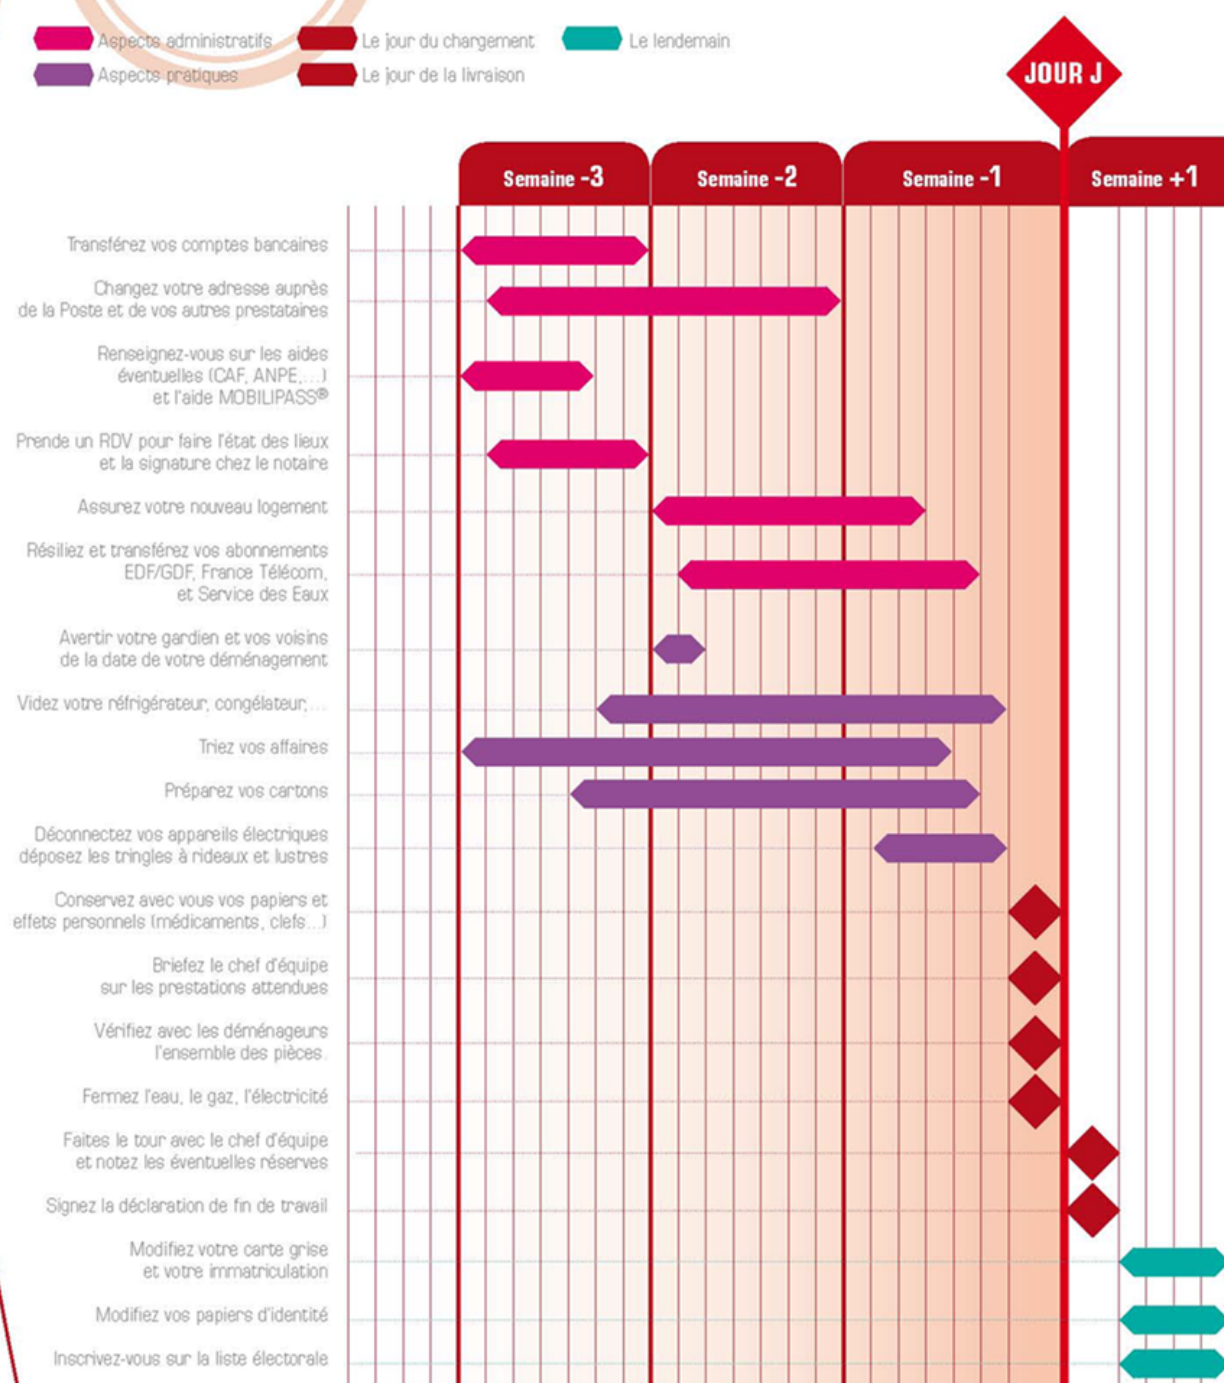 Aspects administratifs
Le jour du chargement
Le lendemain
Aspects pratiques
Le jour de la livraison
JOUR J
Semaine -3
Semaine -2
Semaine -1
Semaine +1
Transférez vos comptes bancaires
Changez votre adresse auprès
de la Poste et de vos autres prestataires
Renseignez-vous sur les aides
éventuelles (CAF, ANPE,...)
et l'aide MOBILIPASS®
Prende un RDV pour faire l'état des lieux
et la signature chez le notaire
Assurez votre nouveau logement
Résiliez et transférez vos abonnements
EDF/GDF, France Télécom,
et Service des Eaux
Avertir votre gardien et vos voisins
de la date de votre déménagement
Videz votre réfrigérateur, congélateur,...
Triez vos affaires
Préparez vos cartons
Déconnectez vos appareils électriques
déposez les tringles à rideaux et lustres
Conservez avec vous vos papiers et
effets personnels (médicaments, clefs...)
Briefez le chef d'équipe
sur les prestations attendues
Vérifiez avec les déménageurs
l'ensemble des pièces.
Fermez l'eau, le gaz, l'électricité
Faites le tour avec le chef d'équipe
et notez les éventuelles réserves
Signez la déclaration de fin de travail
Modifiez votre carte grise
et votre immatriculation
Modifiez vos papiers d'identité
Inscrivez-vous sur la liste électorale